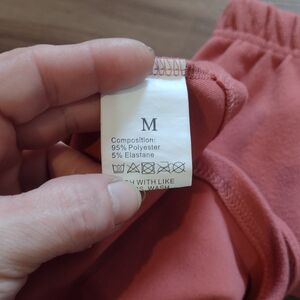 M
Composition:
95% Polyester
5% Elastane
WITH LIKE
WASH